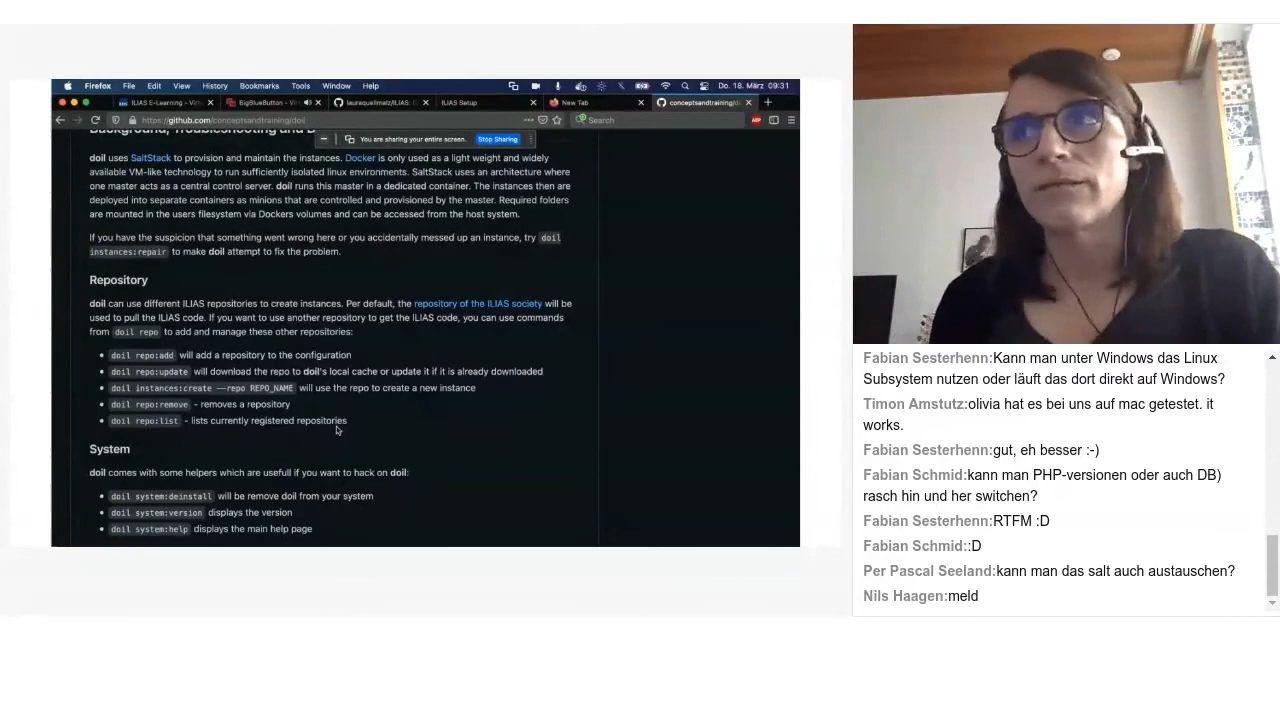 Firefox File Edit View History Bookmarks Tools Window Help Do. 18. März 09:31
ILIAS E-Learning - Vir BigBlueButton - Vir lauraquellmalz/ILIAS: ILIAS Setup New Tab conceptsandtraining/d
https://github.com/conceptsandtraining/doil Search
Background, Troubleshooting and D
You are sharing your entire screen. Stop Sharing
doil uses SaltStack to provision and maintain the instances. Docker is only used as a light weight and widely
available VM-like technology to run sufficiently isolated linux environments. SaltStack uses an architecture where
one master acts as a central control server. doil runs this master in a dedicated container. The instances then are
deployed into separate containers as minions that are controlled and provisioned by the master. Required folders
are mounted in the users filesystem via Dockers volumes and can be accessed from the host system.
If you have the suspicion that something went wrong here or you accidentally messed up an instance, try doil
instances:repair to make doil attempt to fix the problem.
Repository
doil can use different ILIAS repositories to create instances. Per default, the repository of the ILIAS society will be
used to pull the ILIAS code. If you want to use another repository to get the ILIAS code, you can use commands
from doil repo to add and manage these other repositories:
• doil repo:add will add a repository to the configuration
• doil repo:update will download the repo to doil's local cache or update it if it is already downloaded
• doil instances:create --repo REPO_NAME will use the repo to create a new instance
• doil repo:remove - removes a repository
• doil repo:list - lists currently registered repositories
System
doil comes with some helpers which are usefull if you want to hack on doil:
• doil system:deinstall will be remove doil from your system
• doil system:version displays the version
• doil system:help displays the main help page
Fabian Sesterhenn:Kann man unter Windows das Linux
Subsystem nutzen oder läuft das dort direkt auf Windows?
Timon Amstutz:olivia hat es bei uns auf mac getestet. it
works.
Fabian Sesterhenn:gut, eh besser :-)
Fabian Schmid:kann man PHP-versionen oder auch DB)
rasch hin und her switchen?
Fabian Sesterhenn:RTFM :D
Fabian Schmid::D
Per Pascal Seeland:kann man das salt auch austauschen?
Nils Haagen:meld